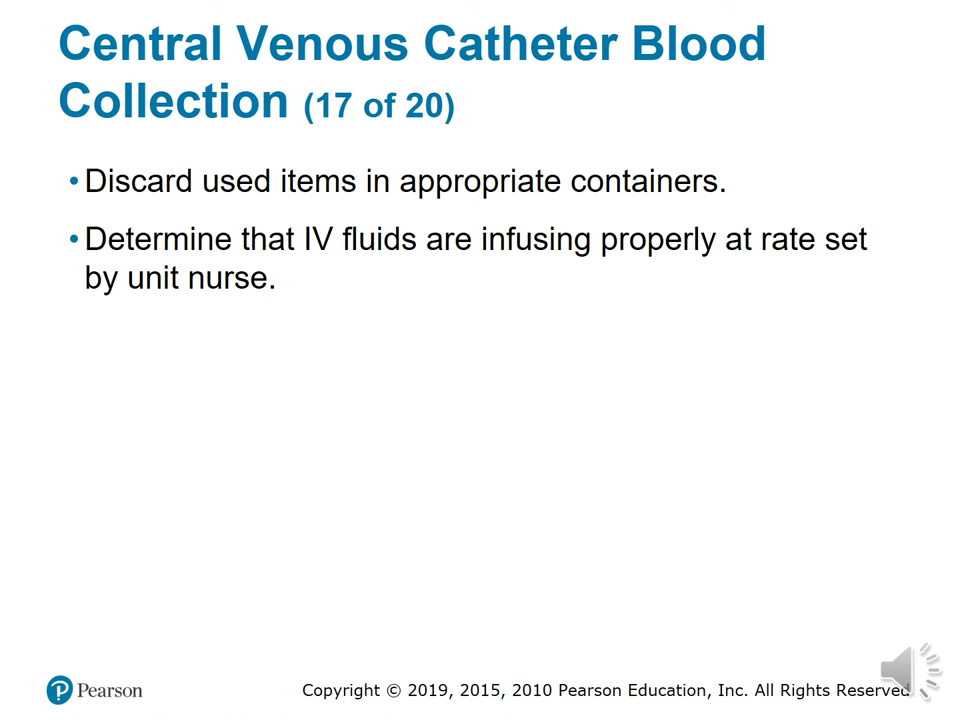 Central Venous Catheter Blood
Collection (17 of 20)
• Discard used items in appropriate containers.
• Determine that IV fluids are infusing properly at rate set
by unit nurse.
Pearson
Copyright © 2019, 2015, 2010 Pearson Education, Inc. All Rights Reserved